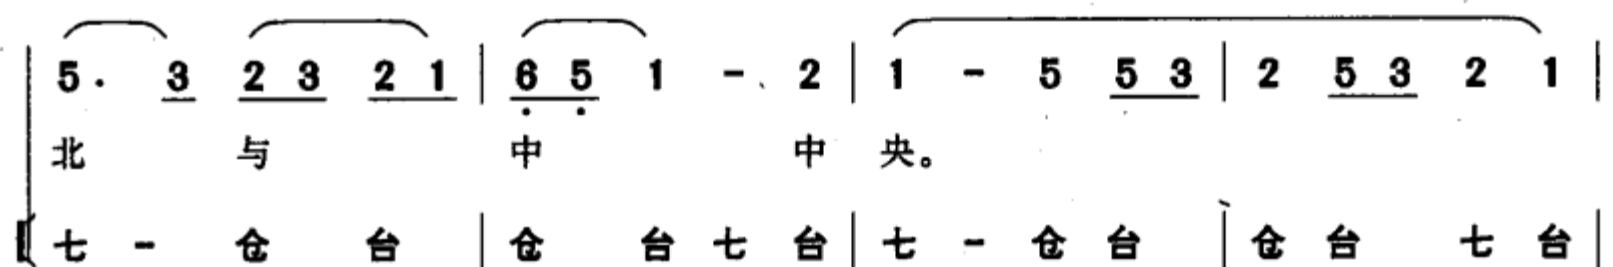 5· 3 2 3 2 1 | 6 5 1 - 2 | 1 - 5 5 3 | 2 5 3 2 1 |
北 与 中 中 央。
七 - 仓 台 | 仓 台 七 台 | 七 - 仓 台 | 仓 台 七 台 |